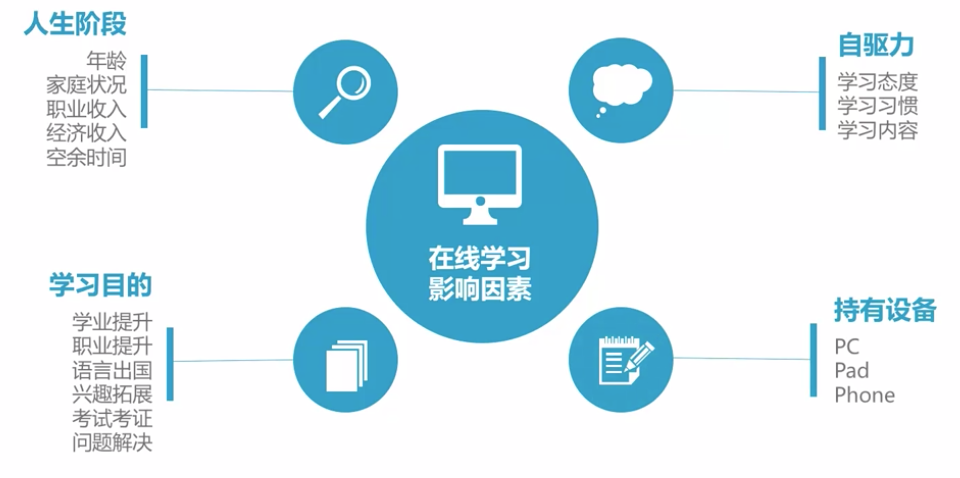 人生阶段
年龄
家庭状况
职业收入
经济收入
空余时间
自驱力
学习态度
学习习惯
学习内容
在线学习
影响因素
学习目的
学业提升
职业提升
语言出国
兴趣拓展
考试考证
问题解决
持有设备
PC
Pad
Phone